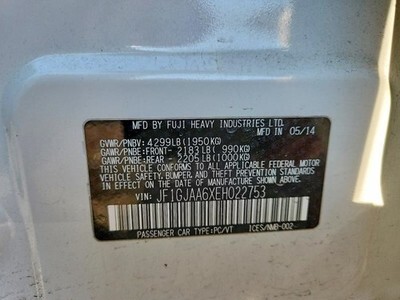 MFD BY FUJI HEAVY INDUSTRIES LTD.
MFD IN 05/14
GVWR/PNBV: 4299LB(1950KG)
GAWR/PNBE:FRONT- 2183LB( 990KG)
GAWR/PNBE:REAR - 2205LB(1000KG)
THIS VEHICLE CONFORMS TO ALL APPLICABLE
FEDERAL MOTOR VEHICLE
SAFETY, BUMPER, AND THEFT PREVENTION STANDARDS
IN EFFECT ON THE DATE OF MANUFACTURE
SHOWN ABOVE.
VIN: JF1GJAA6XEH022753
PASSENGER CAR TYPE:PC/VT ICES/NMB-002